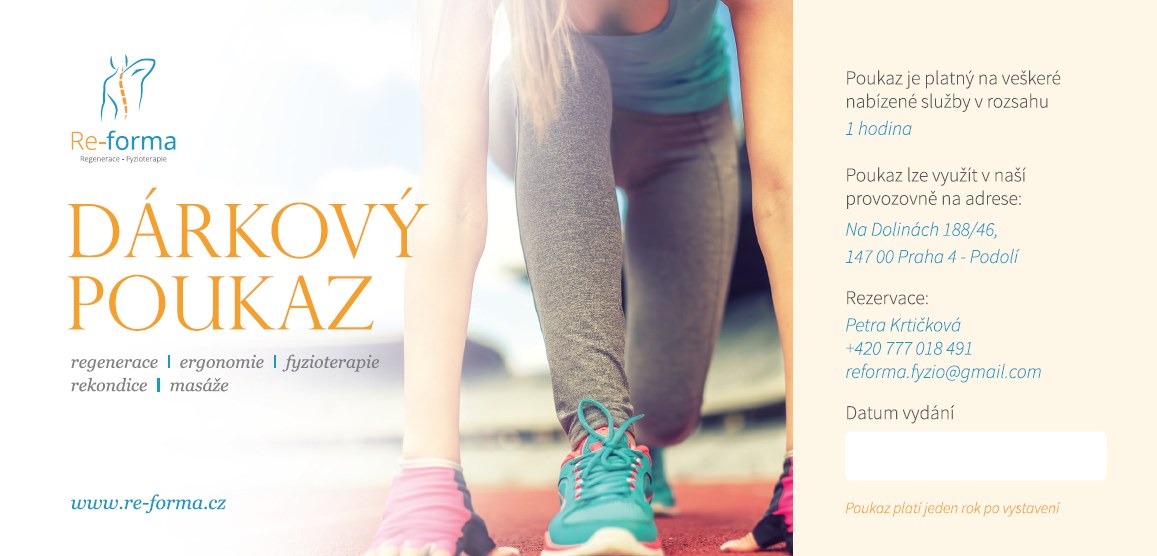 Re-forma
Regenerace • Fyzioterapie
DÁRKOVÝ
POUKAZ
regenerace | ergonomie | fyzioterapie
rekondice | masáže
www.re-forma.cz
Poukaz je platný na veškeré
nabízené služby v rozsahu
1 hodina
Poukaz lze využít v naší
provozovně na adrese:
Na Dolinách 188/46,
147 00 Praha 4 - Podolí
Rezervace:
Petra Krtičková
+420 777 018 491
reforma.fyzio@gmail.com
Datum vydání
Poukaz platí jeden rok po vystavení